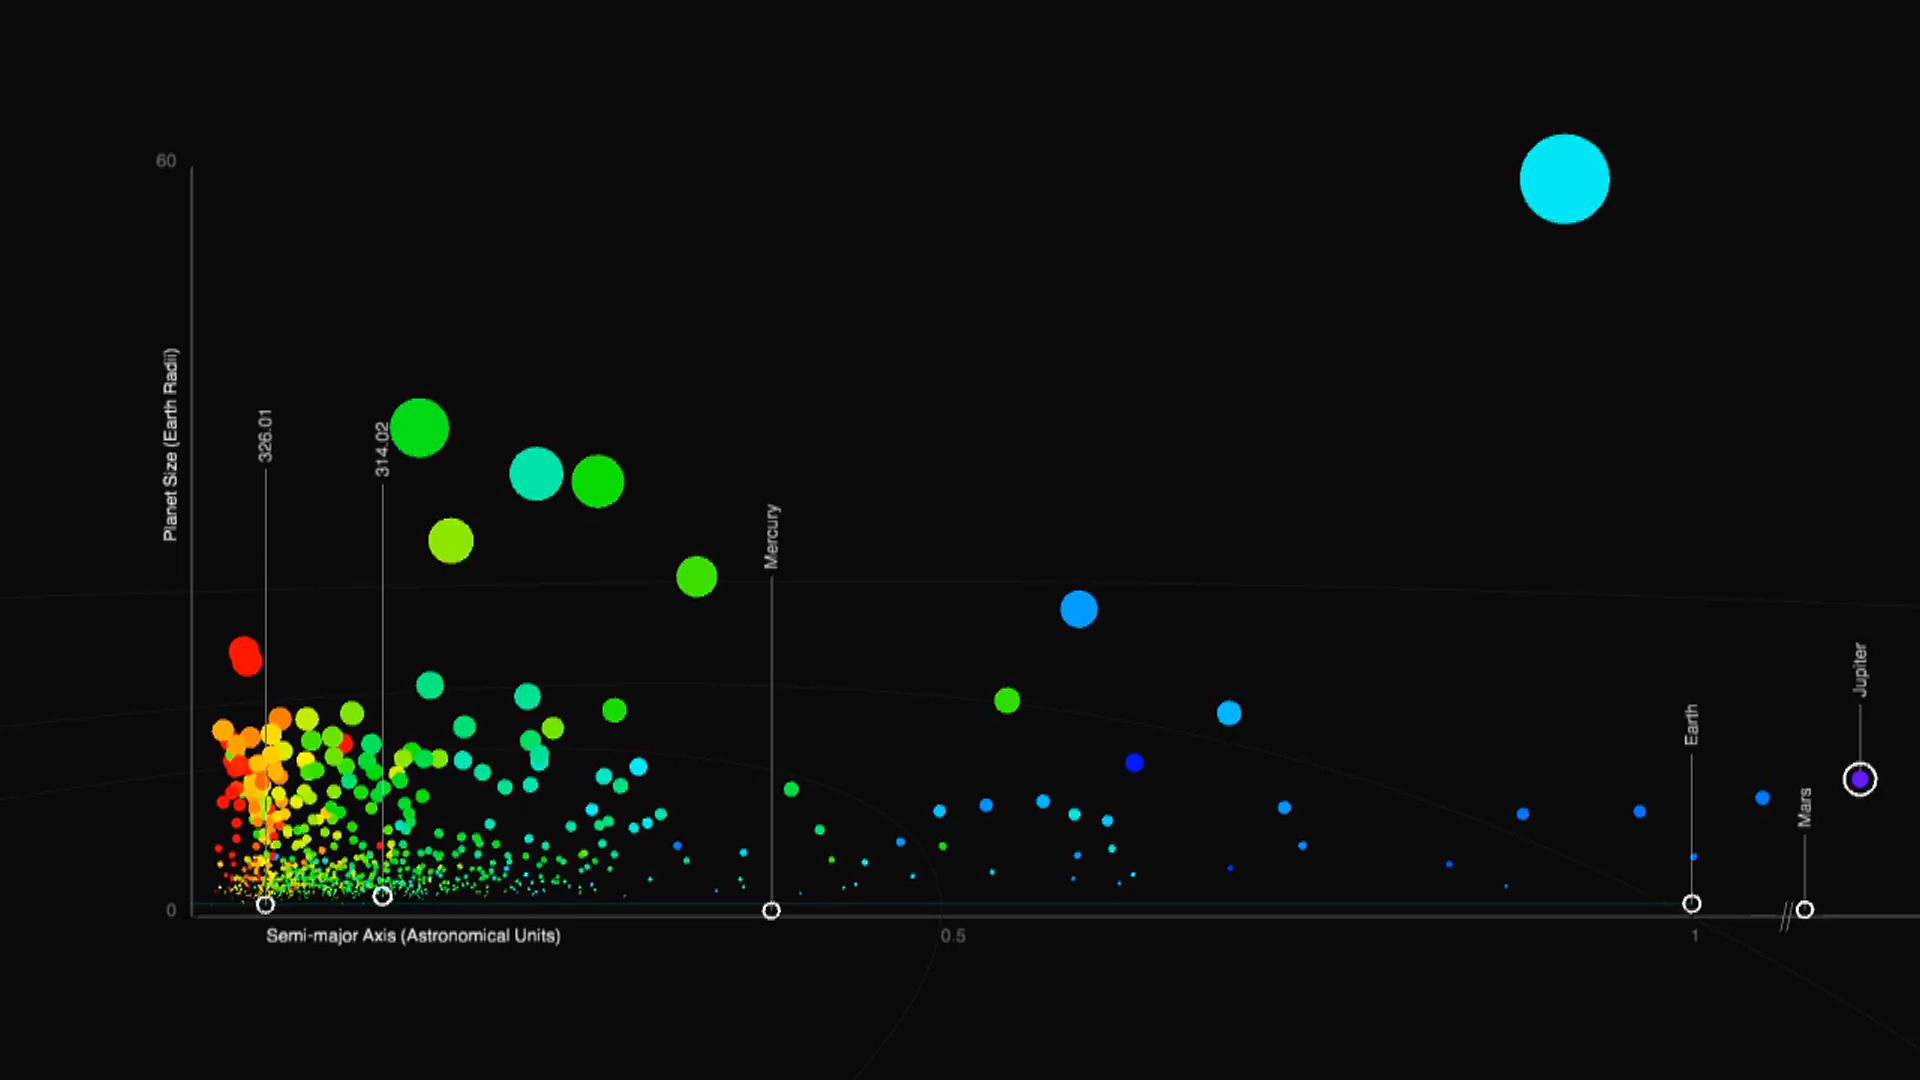 60
Planet Size (Earth Radii)
326.01
314.02
Mercury
Earth
Mars
Jupiter
0
Semi-major Axis (Astronomical Units)
0.5
1